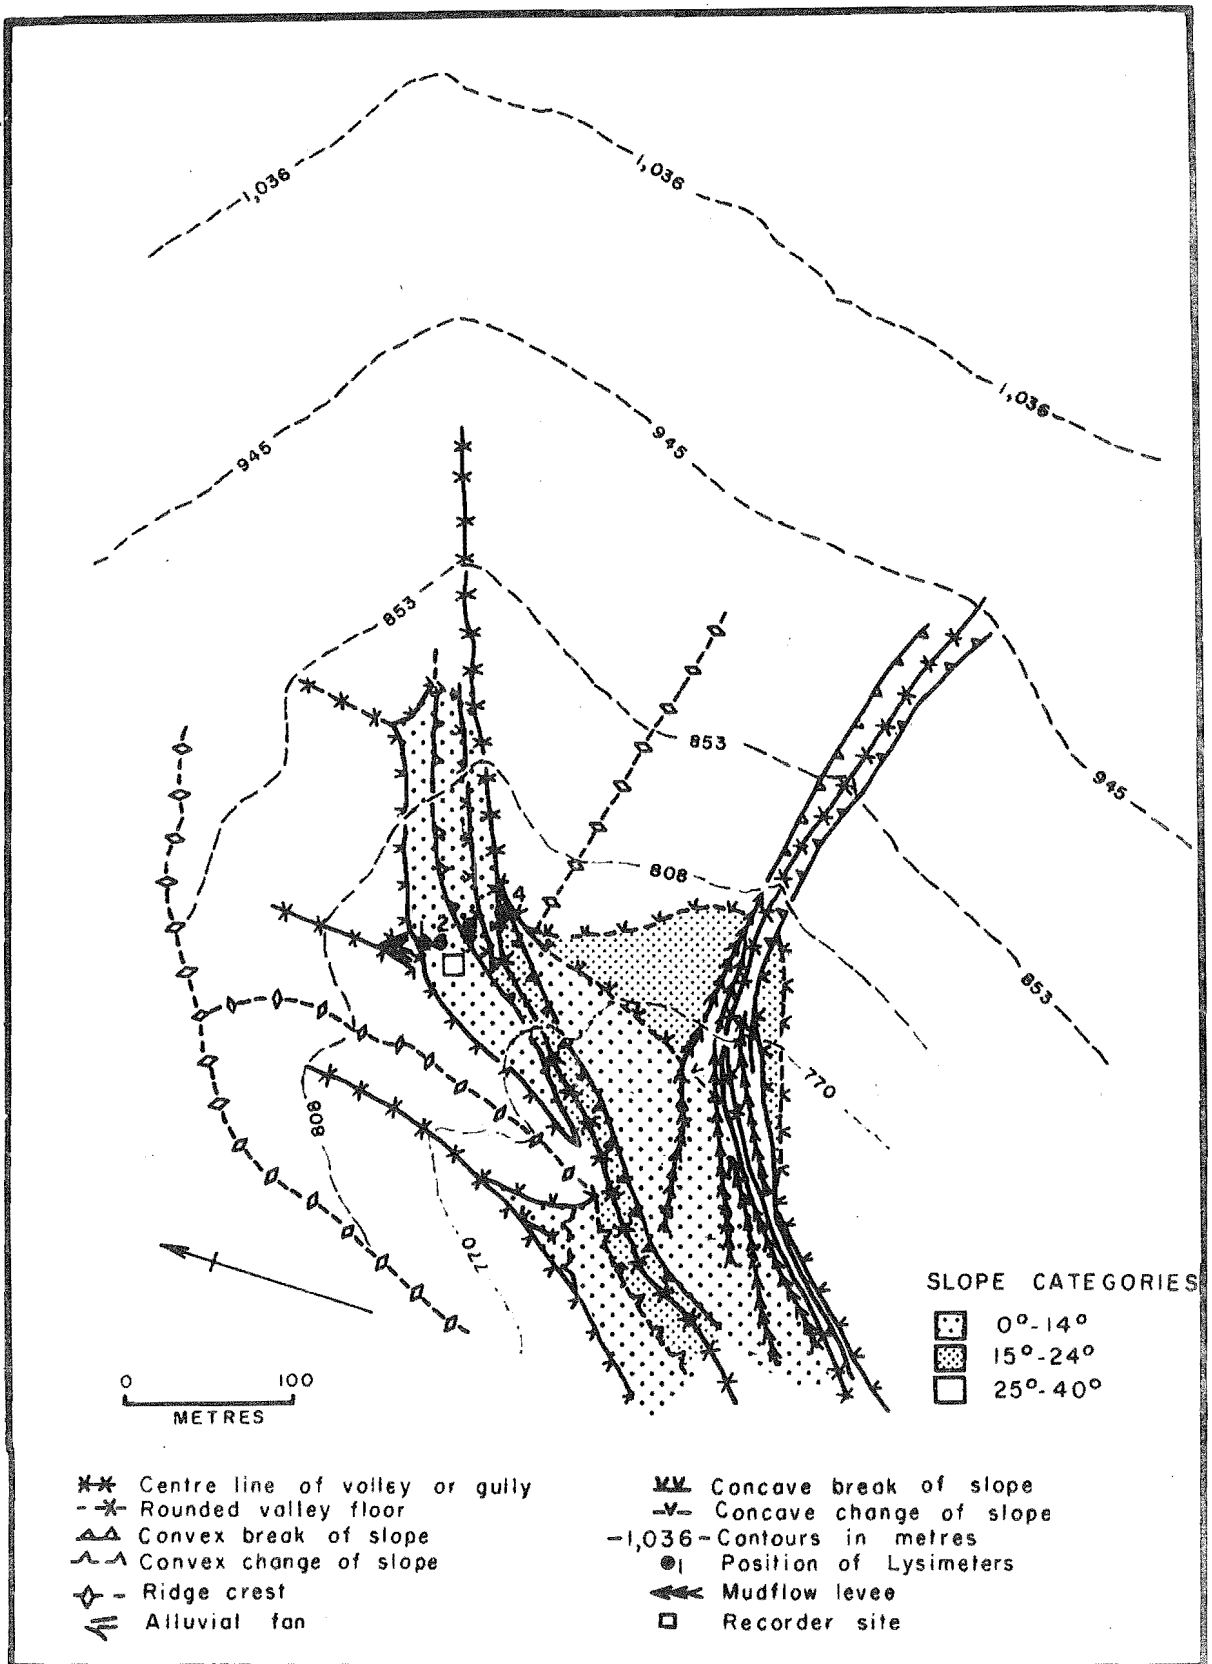 1,036
1,036
1,036
945
945
853
853
945
808
4
1 2
853
770
808
770
SLOPE CATEGORIES
0°-14°
15°-24°
25°-40°
0 100
METRES
Centre line of volley or gully
Rounded valley floor
Convex break of slope
Convex change of slope
Ridge crest
Alluvial fan
Concave break of slope
Concave change of slope
-1,036- Contours in metres
1 Position of Lysimeters
Mudflow levee
Recorder site